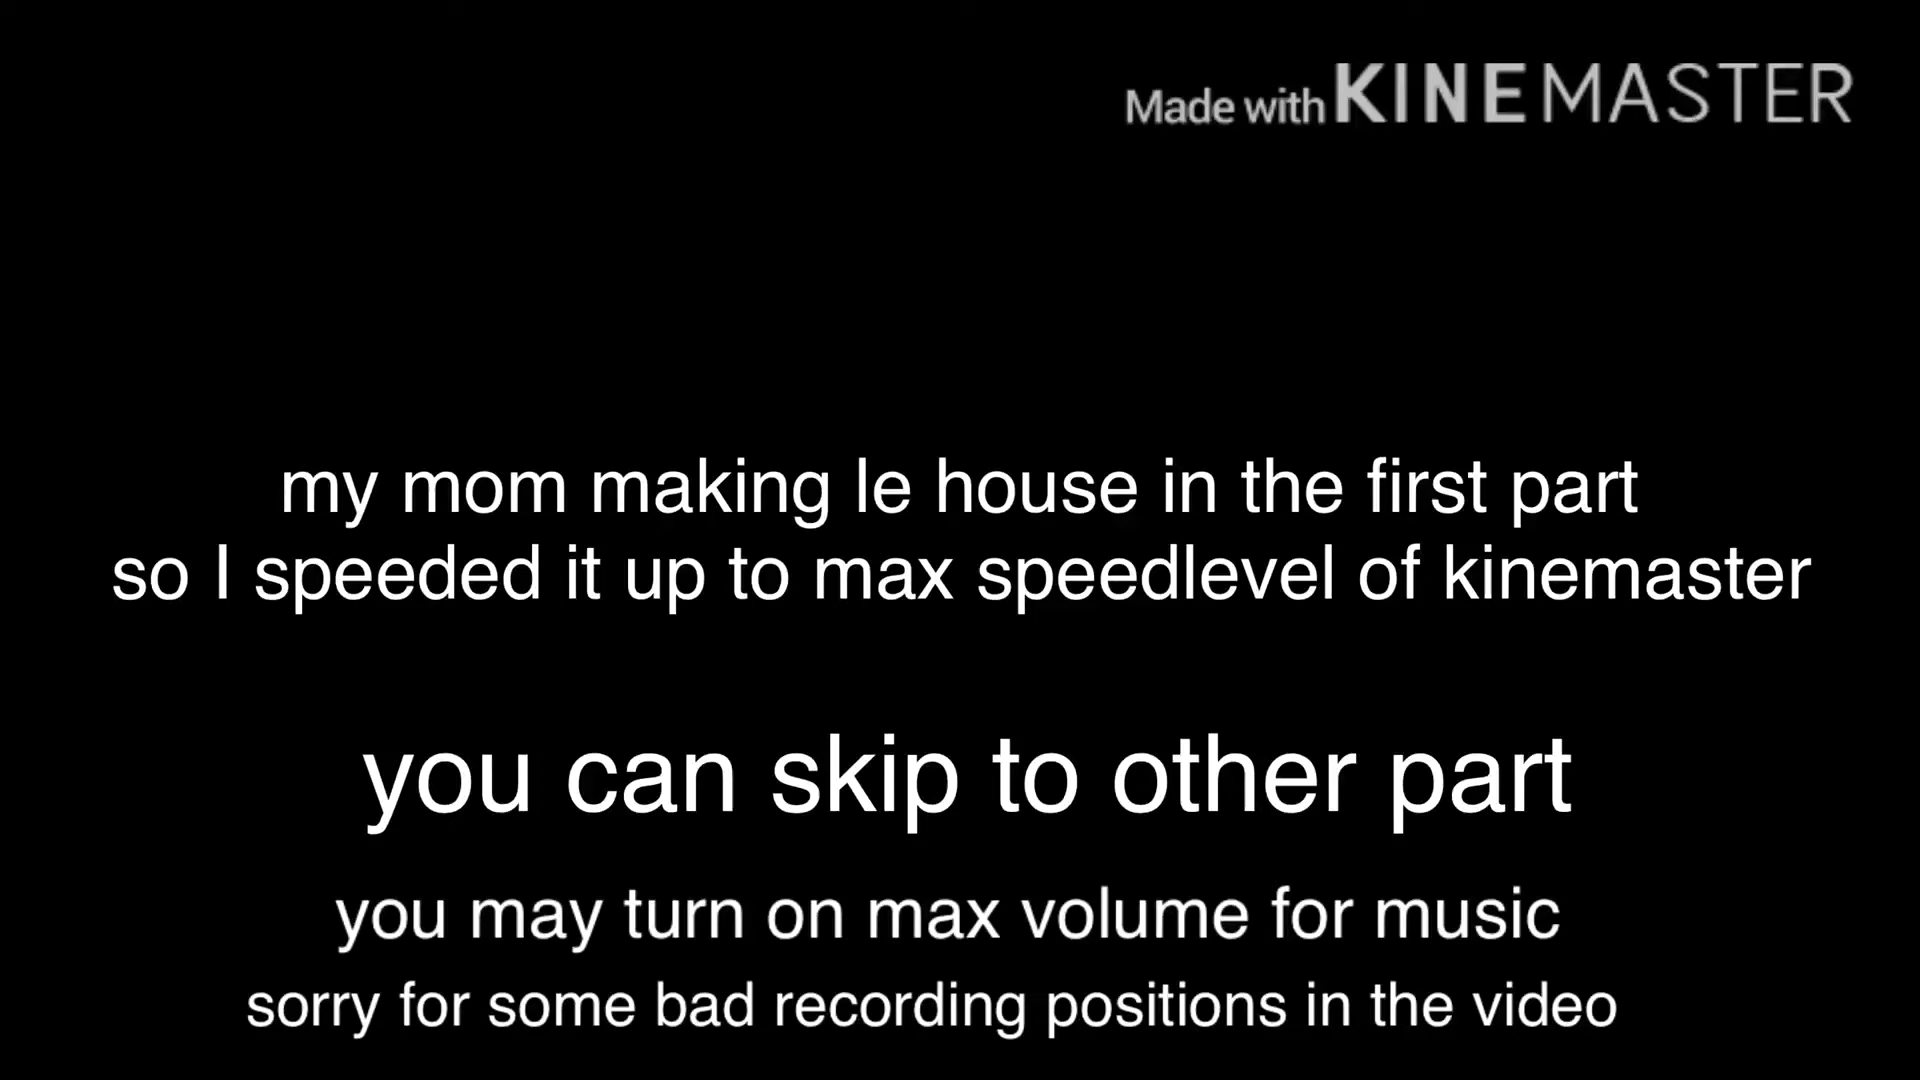 Made with KINEMASTER
my mom making le house in the first part
so I speeded it up to max speedlevel of kinemaster
you can skip to other part
you may turn on max volume for music
sorry for some bad recording positions in the video